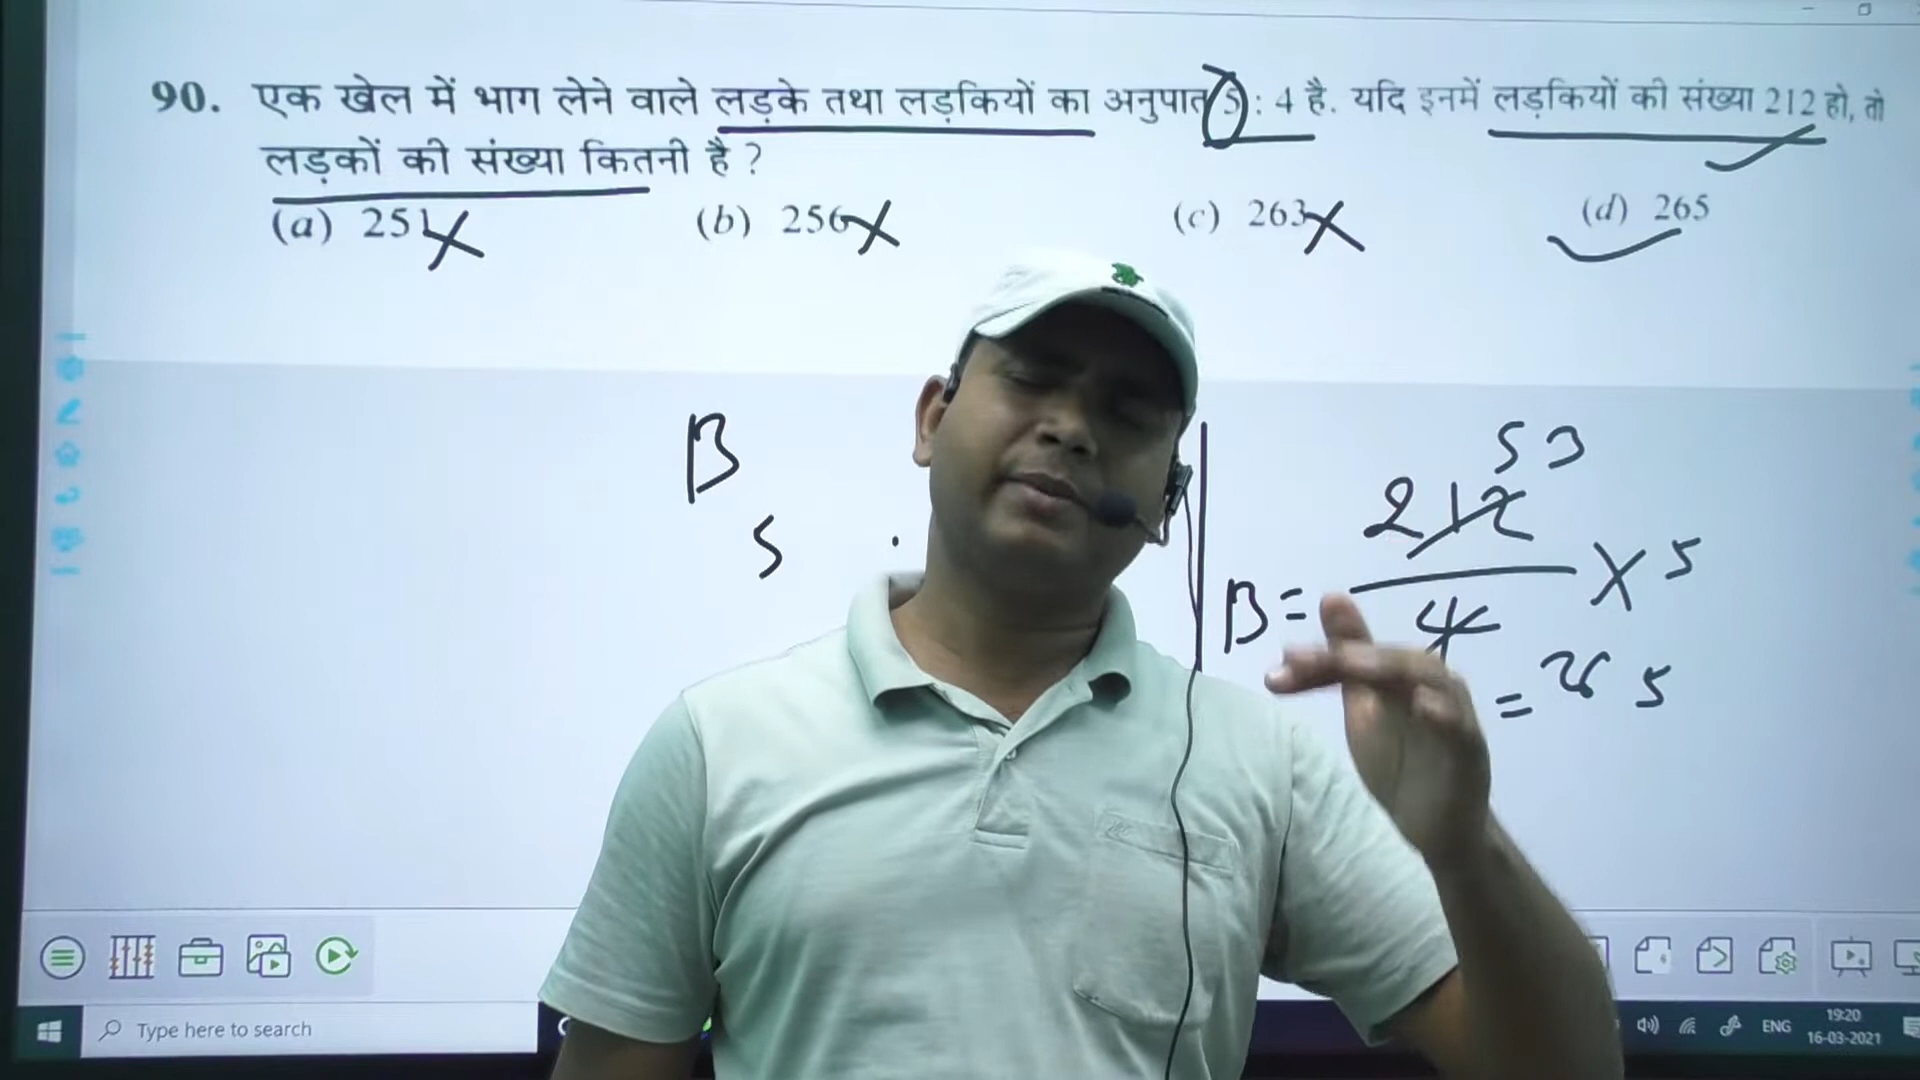 90. एक खेल में भाग लेने वाले लड़के तथा लड़कियों का अनुपात 5 : 4 है. यदि इनमें लड़कियों की संख्या 212 हो, तो
लड़कों की संख्या कितनी है ?
(a) 251 (b) 256 (c) 263 (d) 265
B
5
53
212
B = × 5
4
= 265
Type here to search
ENG
19:20
16-03-2021